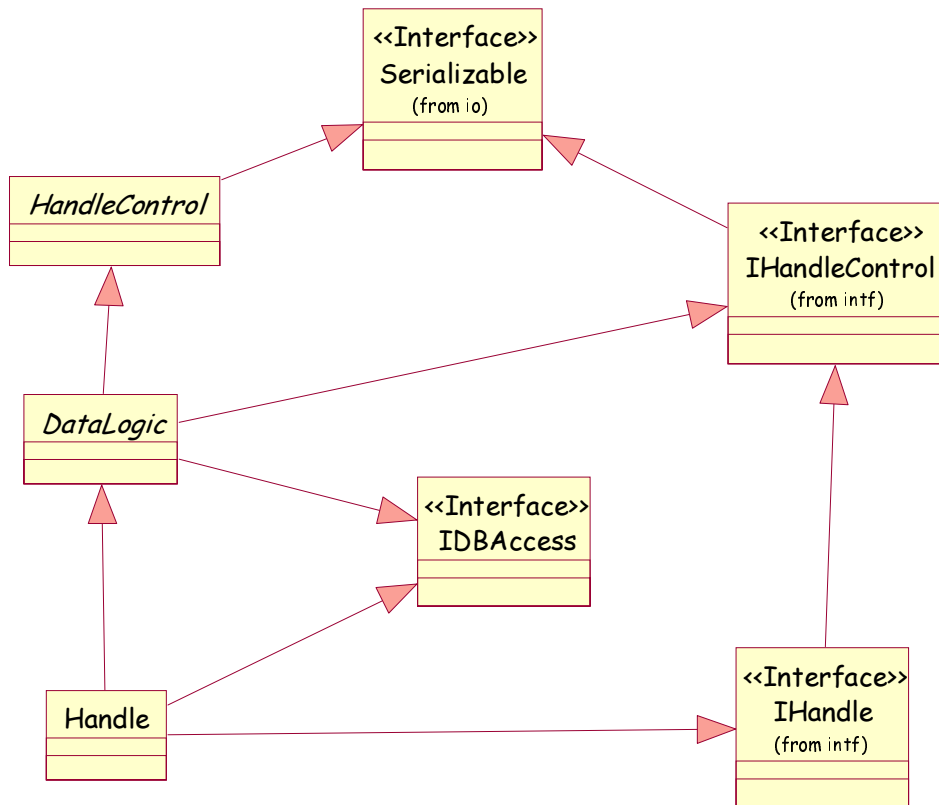 <<Interface>>
Serializable
(from io)
HandleControl
<<Interface>>
IHandleControl
(from intf)
DataLogic
<<Interface>>
IDBAccess
Handle
<<Interface>>
IHandle
(from intf)